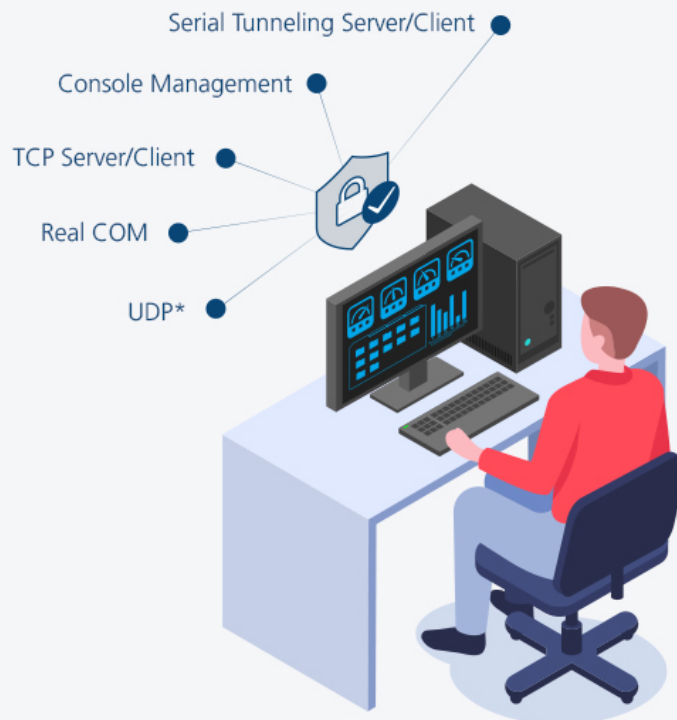 Serial Tunneling Server/Client
Console Management
TCP Server/Client
Real COM
UDP*